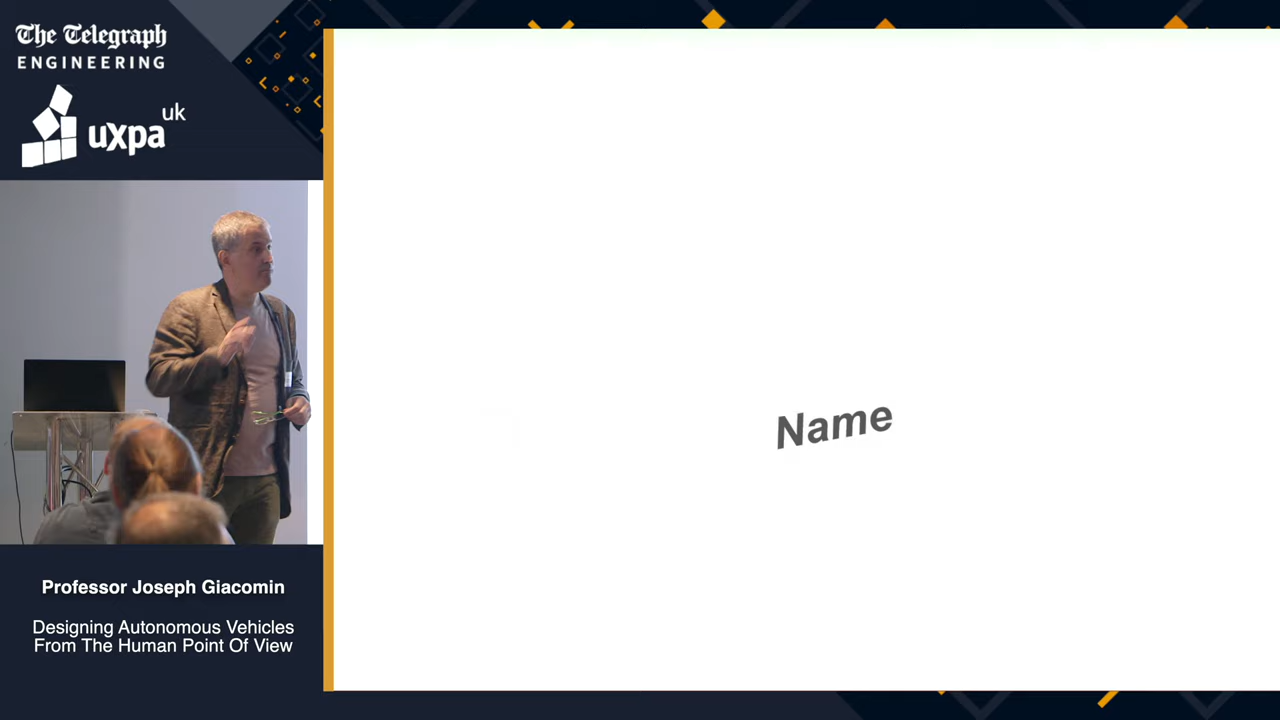 The Telegraph
ENGINEERING
uxpa uk
Professor Joseph Giacomin
Designing Autonomous Vehicles
From The Human Point Of View
Name